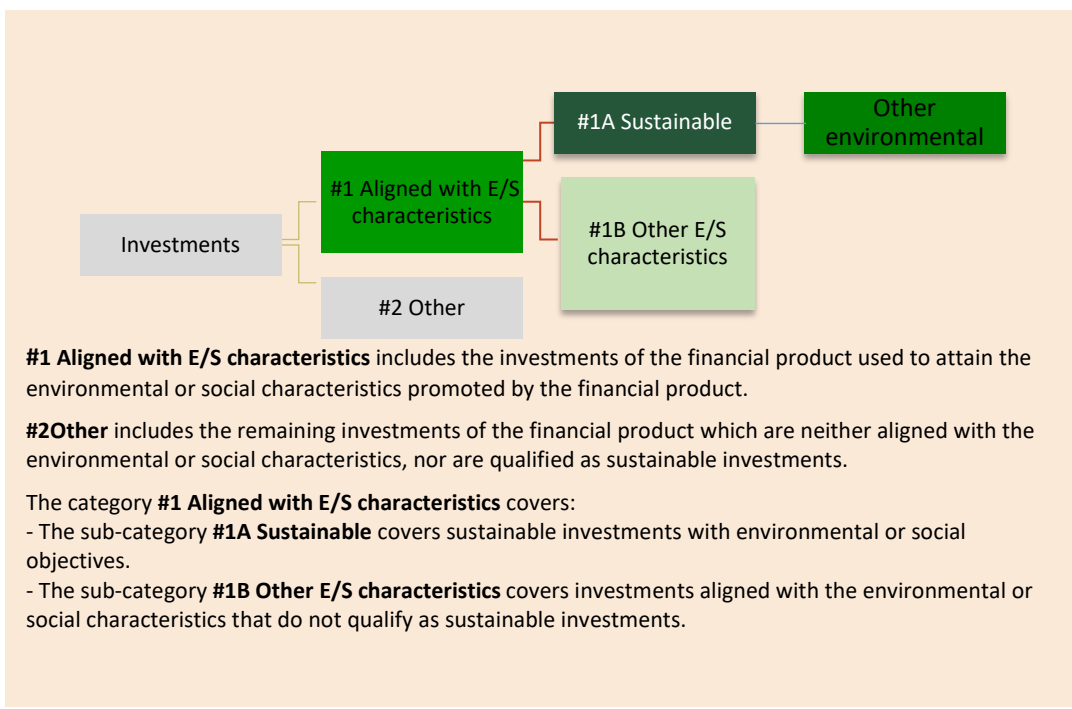 #1A Sustainable
Other
environmental
#1 Aligned with E/S
characteristics
#1B Other E/S
characteristics
Investments
#2 Other
#1 Aligned with E/S characteristics includes the investments of the financial product used to attain the
environmental or social characteristics promoted by the financial product.
#2Other includes the remaining investments of the financial product which are neither aligned with the
environmental or social characteristics, nor are qualified as sustainable investments.
The category #1 Aligned with E/S characteristics covers:
- The sub-category #1A Sustainable covers sustainable investments with environmental or social
objectives.
- The sub-category #1B Other E/S characteristics covers investments aligned with the environmental or
social characteristics that do not qualify as sustainable investments.